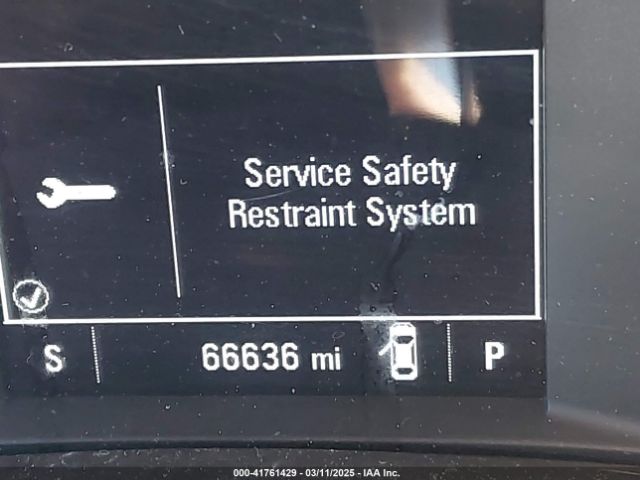 Service Safety
Restraint System
S 66636 mi P
000-41761429 - 03/11/2025 - IAA Inc.